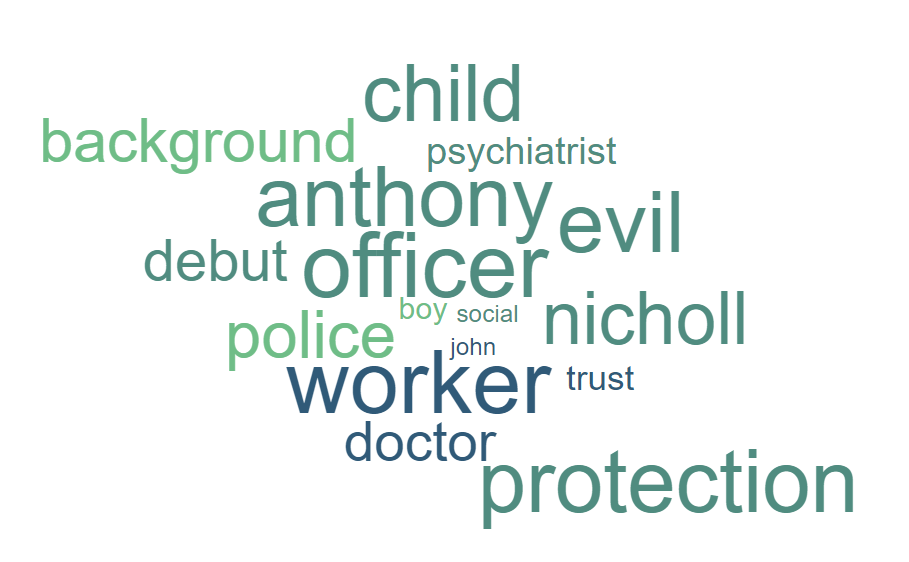 child
background
psychiatrist
anthony
evil
debut
officer
boy
social
nicholl
police
john
worker
trust
doctor
protection